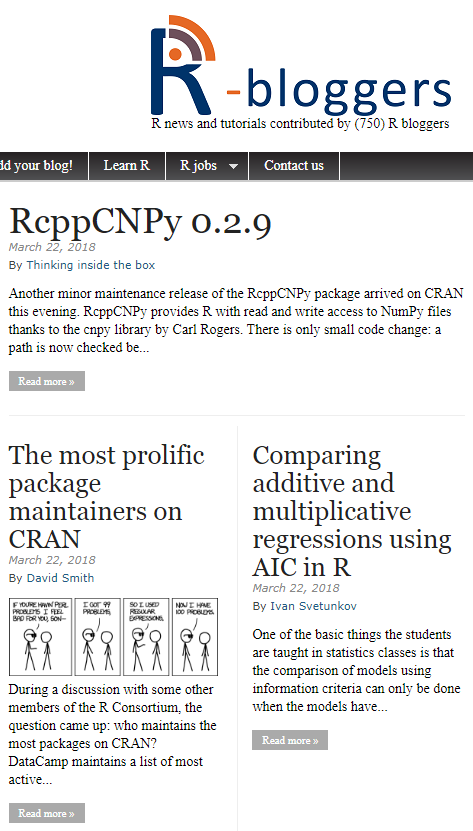 R-bloggers
R news and tutorials contributed by (750) R bloggers
dd your blog!
Learn R
R jobs
Contact us
RcppCNPy 0.2.9
March 22, 2018
By Thinking inside the box
Another minor maintenance release of the RcppCNPy package arrived on CRAN
this evening. RcppCNPy provides R with read and write access to NumPy files
thanks to the cnpy library by Carl Rogers. There is only small code change: a
path is now checked be...
Read more »
The most prolific
package
maintainers on
CRAN
March 22, 2018
By David Smith
IF YOU'RE HAVIN' PERL
PROBLEMS I FEEL
BAD FOR YOU, SON—
I GOT 99
PROBLEMS,
SO I USED
REGULAR
EXPRESSIONS.
NOW I HAVE
100 PROBLEMS.
During a discussion with some other
members of the R Consortium, the
question came up: who maintains the
most packages on CRAN?
DataCamp maintains a list of most
active...
Read more »
Comparing
additive and
multiplicative
regressions using
AIC in R
March 22, 2018
By Ivan Svetunkov
One of the basic things the students
are taught in statistics classes is that
the comparison of models using
information criteria can only be done
when the models have...
Read more »